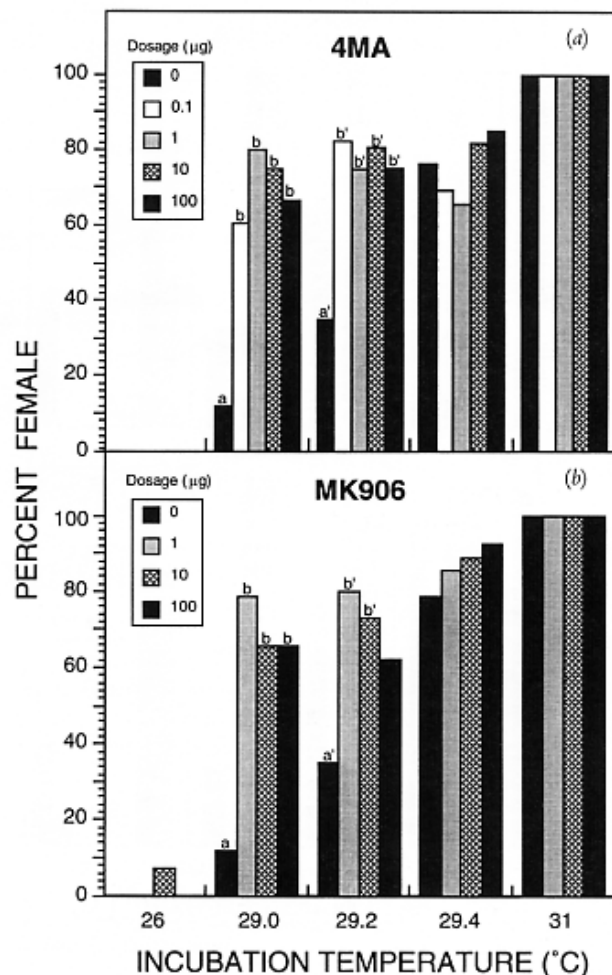 4MA
(a)
Dosage (µg)
0
0.1
1
10
100
100
80
60
40
20
0
a
b
b
b
b
a'
b'
b'
b'
b'
MK906
(b)
Dosage (µg)
0
1
10
100
100
80
60
40
20
0
a
b
b
b
a'
b'
b'
26
29.0
29.2
29.4
31
PERCENT FEMALE
INCUBATION TEMPERATURE (˚C)